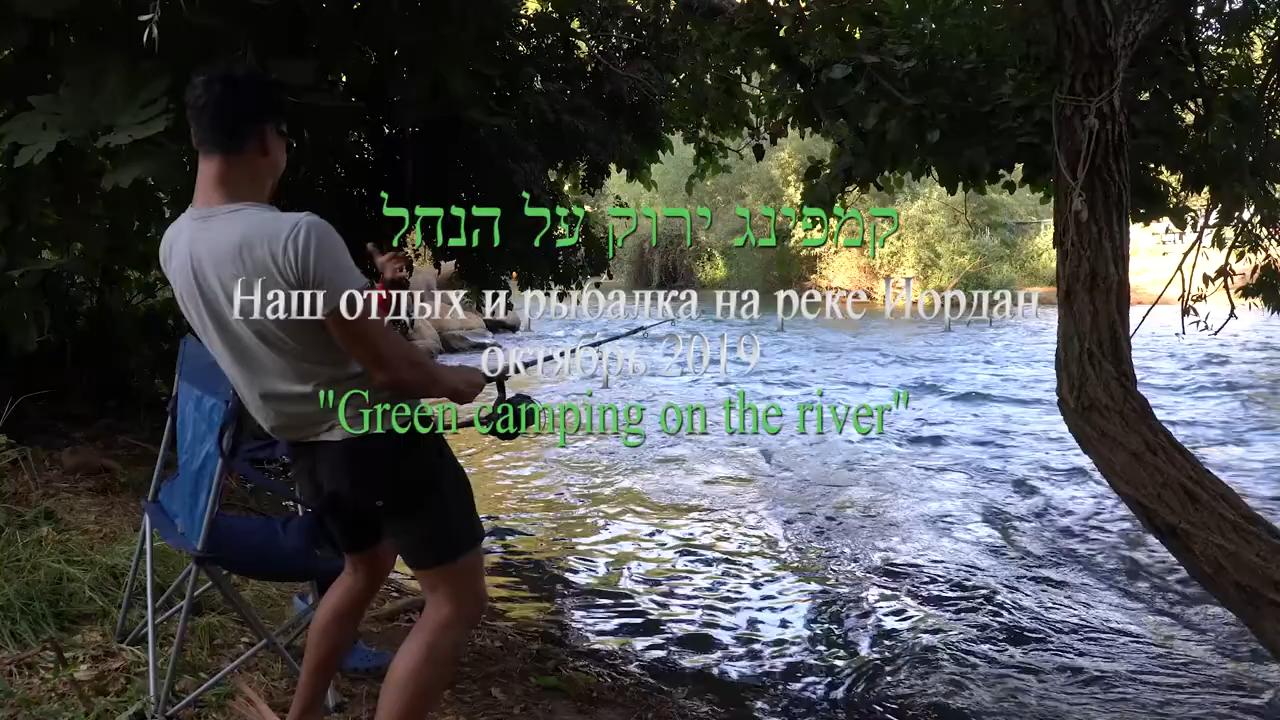 קמפינג ירוק על הנחל
Наш отдых и рыбалка на реке Иордан
октябрь 2019
"Green camping on the river"